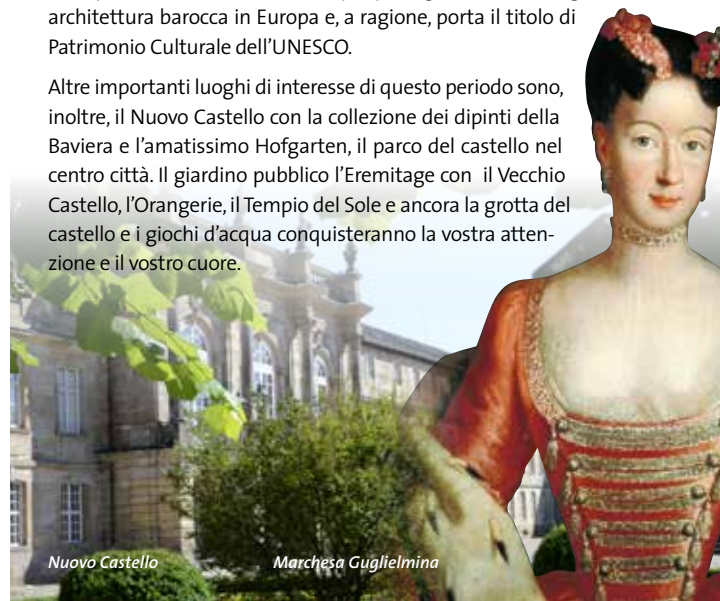 architettura barocca in Europa e, a ragione, porta il titolo di
Patrimonio Culturale dell’UNESCO.
Altre importanti luoghi di interesse di questo periodo sono,
inoltre, il Nuovo Castello con la collezione dei dipinti della
Baviera e l’amatissimo Hofgarten, il parco del castello nel
centro città. Il giardino pubblico l’Eremitage con il Vecchio
Castello, l’Orangerie, il Tempio del Sole e ancora la grotta del
castello e i giochi d’acqua conquisteranno la vostra atten-
zione e il vostro cuore.
Nuovo Castello
Marchesa Guglielmina